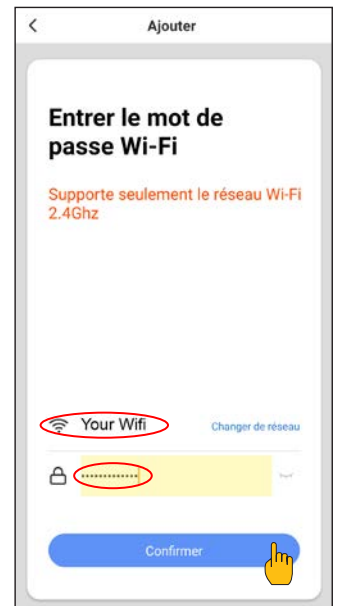 Ajouter
Entrer le mot de
passe Wi-Fi
Supporte seulement le réseau Wi-Fi
2.4Ghz
Your Wifi Changer de réseau
•••••••••••••
Confirmer